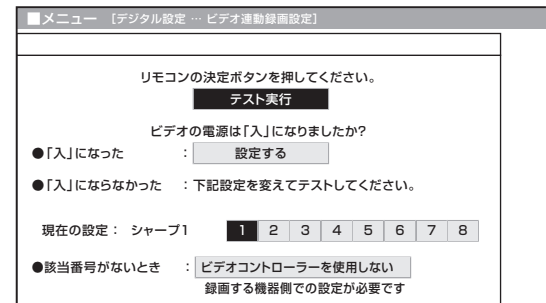 ■メニュー [デジタル設定 … ビデオ連動録画設定]
リモコンの決定ボタンを押してください。
テスト実行
ビデオの電源は「入」になりましたか?
●「入」になった : 設定する
●「入」にならなかった : 下記設定を変えてテストしてください。
現在の設定： シャープ1 1 2 3 4 5 6 7 8
●該当番号がないとき : ビデオコントローラーを使用しない
録画する機器側での設定が必要です